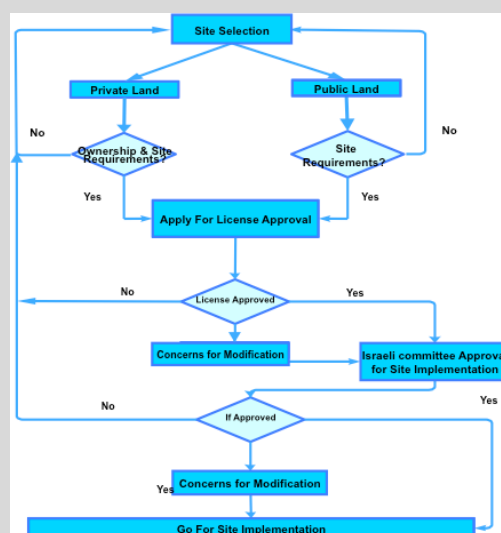 Site Selection
Private Land
Public Land
No
No
Ownership & Site
Requirements?
Site
Requirements?
Yes
Yes
Apply For License Approval
No
Yes
License Approved
Concerns for Modification
Israeli committee Approva
for Site Implementation
No
Yes
If Approved
Yes
Concerns for Modification
Go For Site Implementation